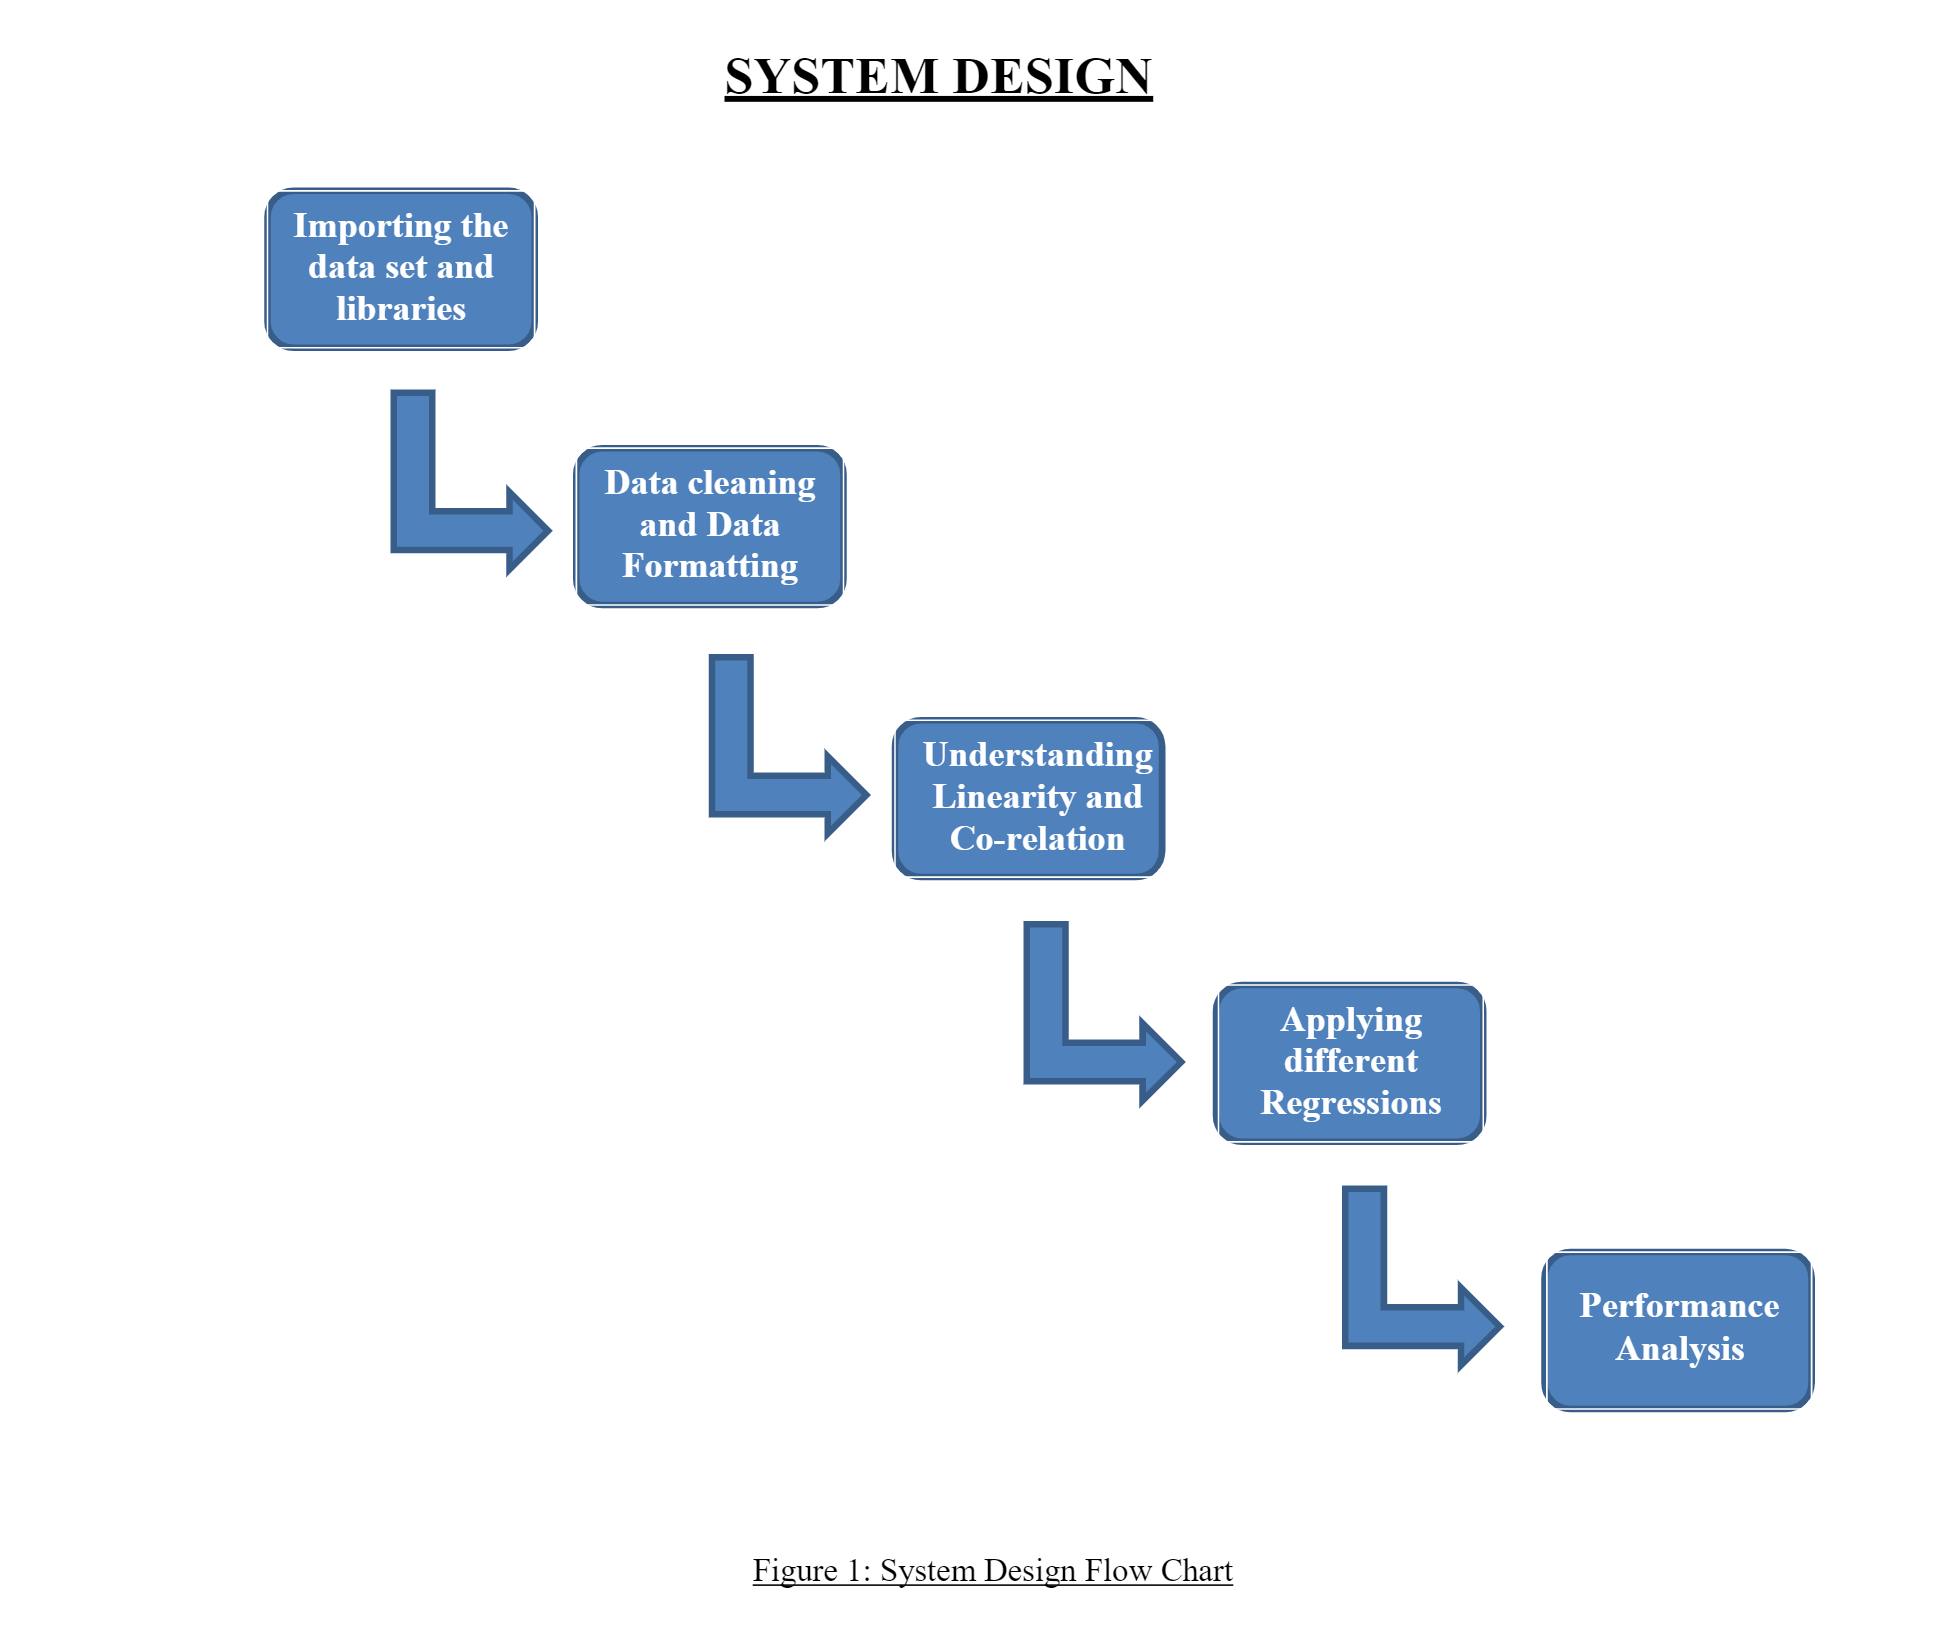 SYSTEM DESIGN
Importing the
data set and
libraries
Data cleaning
and Data
Formatting
Understanding
Linearity and
Co-relation
Applying
different
Regressions
Performance
Analysis
Figure 1: System Design Flow Chart